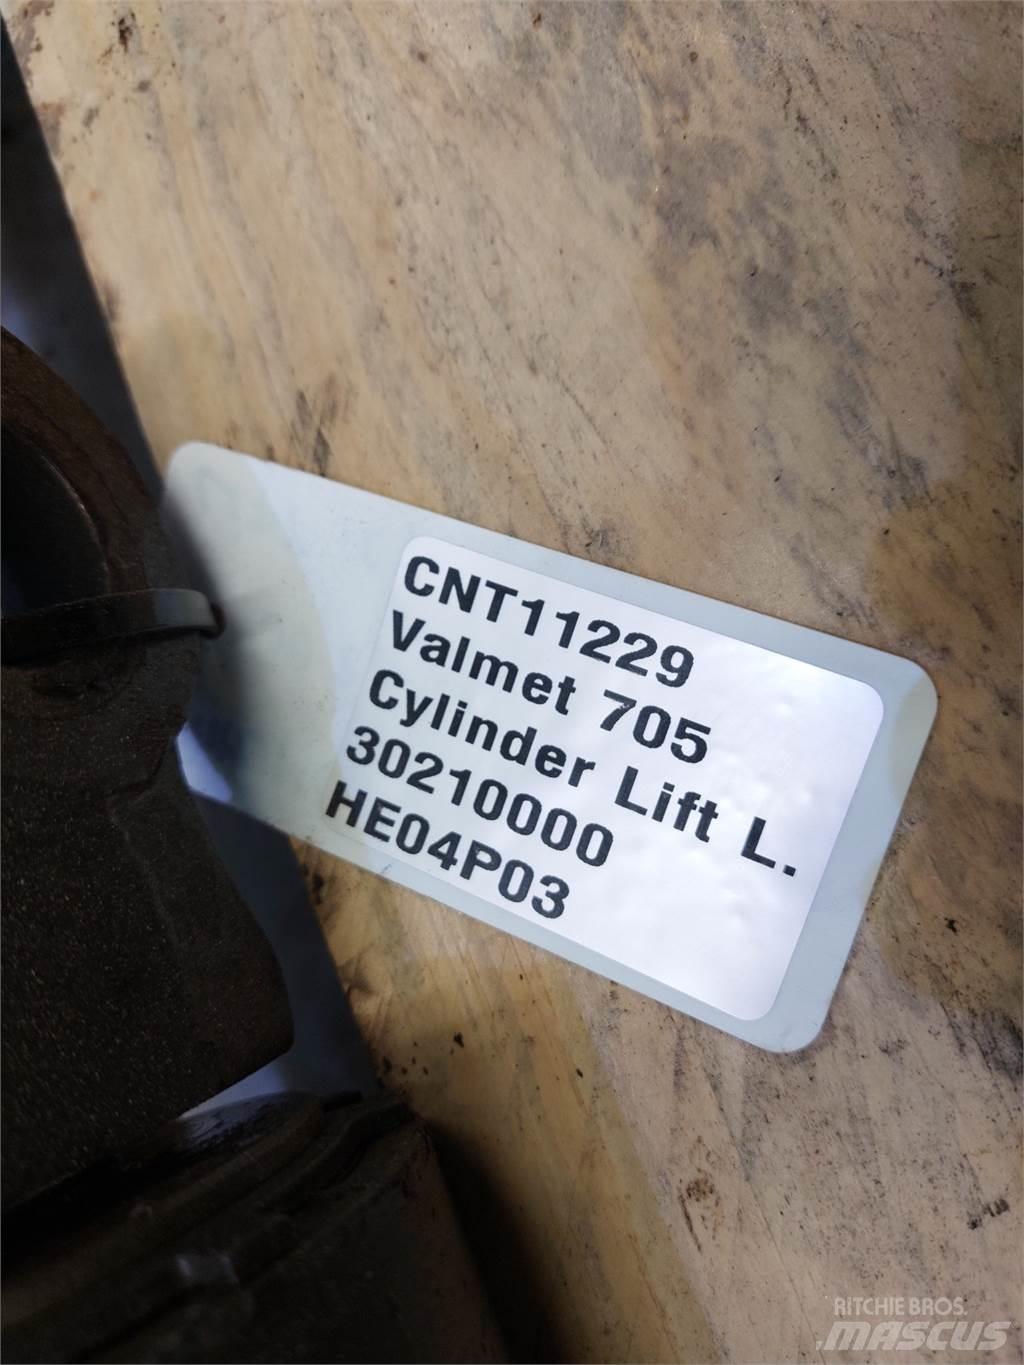 CNT11229
Valmet 705
Cylinder Lift L.
30210000
HE04P03
RITCHIE BROS.
MASCUS